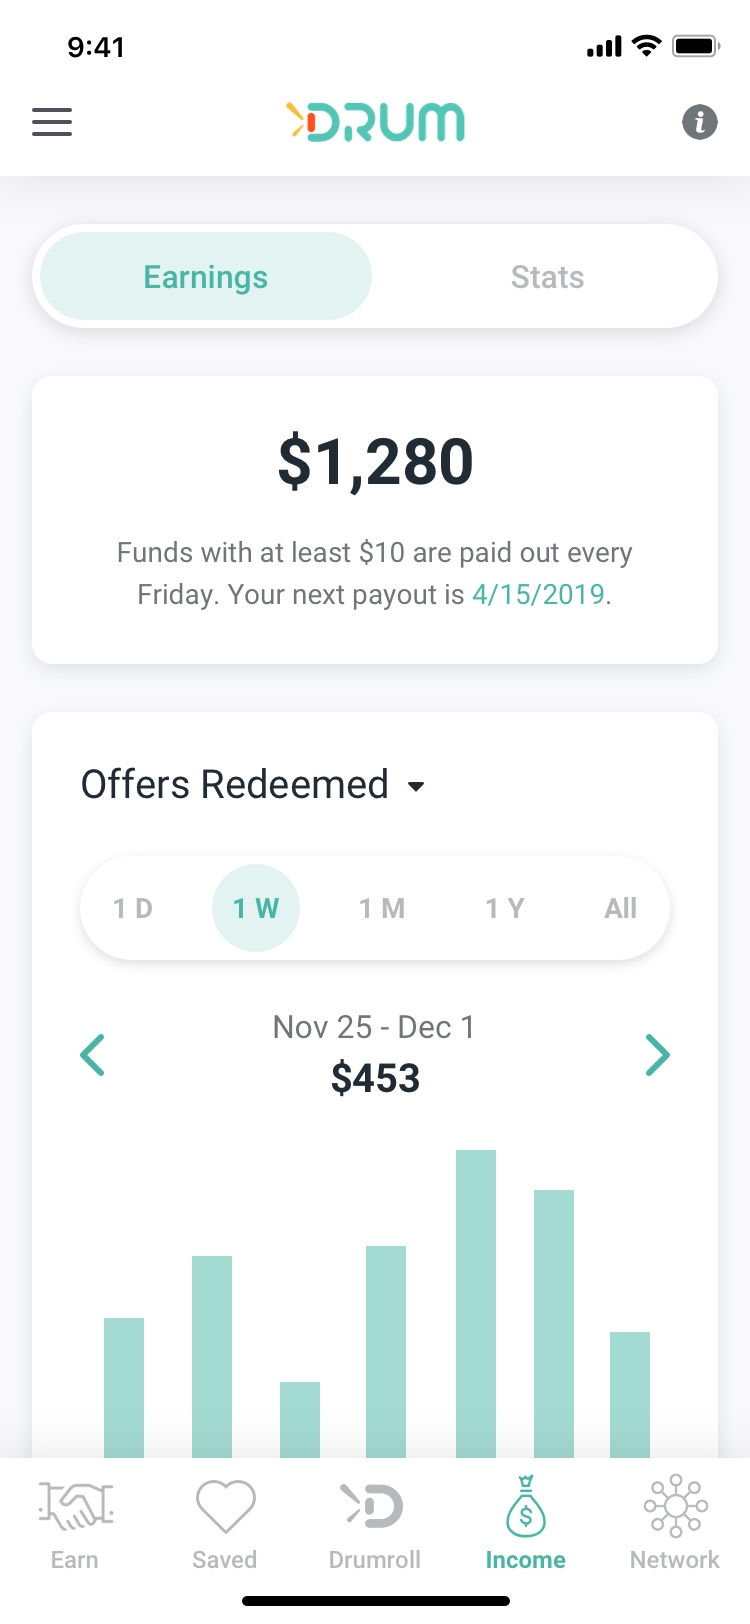 9:41
DRUM
i
Earnings
Stats
$1,280
Funds with at least $10 are paid out every
Friday. Your next payout is 4/15/2019.
Offers Redeemed
1 D
1 W
1 M
1 Y
All
Nov 25 - Dec 1
$453
$
Earn
Saved
Drumroll
Income
Network